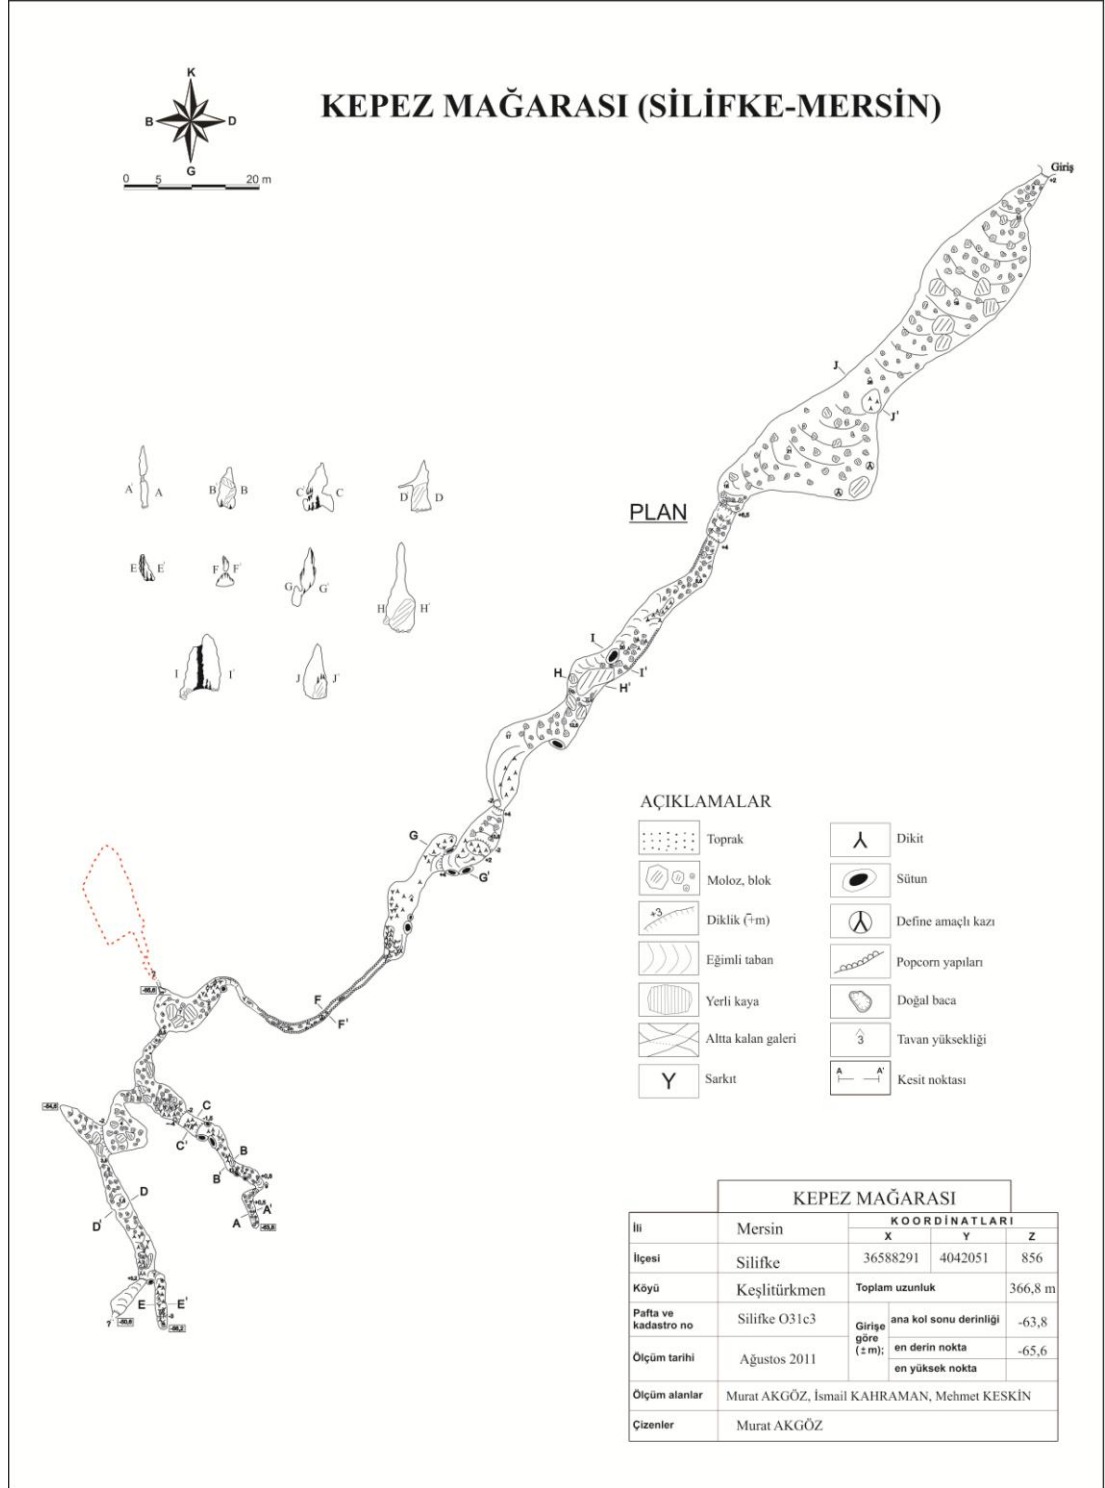 K
B D
G
0 5 20 m
KEPEZ MAĞARASI (SİLİFKE-MERSİN)
Giriş
+2
J
J'
PLAN
A' A B' B C' C D' D
E E' F F' G G' H H'
I I' J J'
I
I'
H
H'
G
G'
F
F'
?
C
C'
B
B'
A
A'
D
D'
E E'
?
AÇIKLAMALAR
Toprak
Moloz, blok
+3 Diklik (∓m)
Eğimli taban
Yerli kaya
Altta kalan galeri
Sarkıt
Dikit
Sütun
Define amaçlı kazı
Popcorn yapıları
Doğal baca
3 Tavan yüksekliği
A A' Kesit noktası
KEPEZ MAĞARASI
İli Mersin KOORDİNATLARI
X Y Z
İlçesi Silifke 36588291 4042051 856
Köyü Keşlitürkmen Toplam uzunluk 366,8 m
Pafta ve kadastro no Silifke O31c3
Girişe göre (±m); ana kol sonu derinliği -63,8
Ölçüm tarihi Ağustos 2011 en derin nokta -65,6
en yüksek nokta
Ölçüm alanlar Murat AKGÖZ, İsmail KAHRAMAN, Mehmet KESKİN
Çizenler Murat AKGÖZ